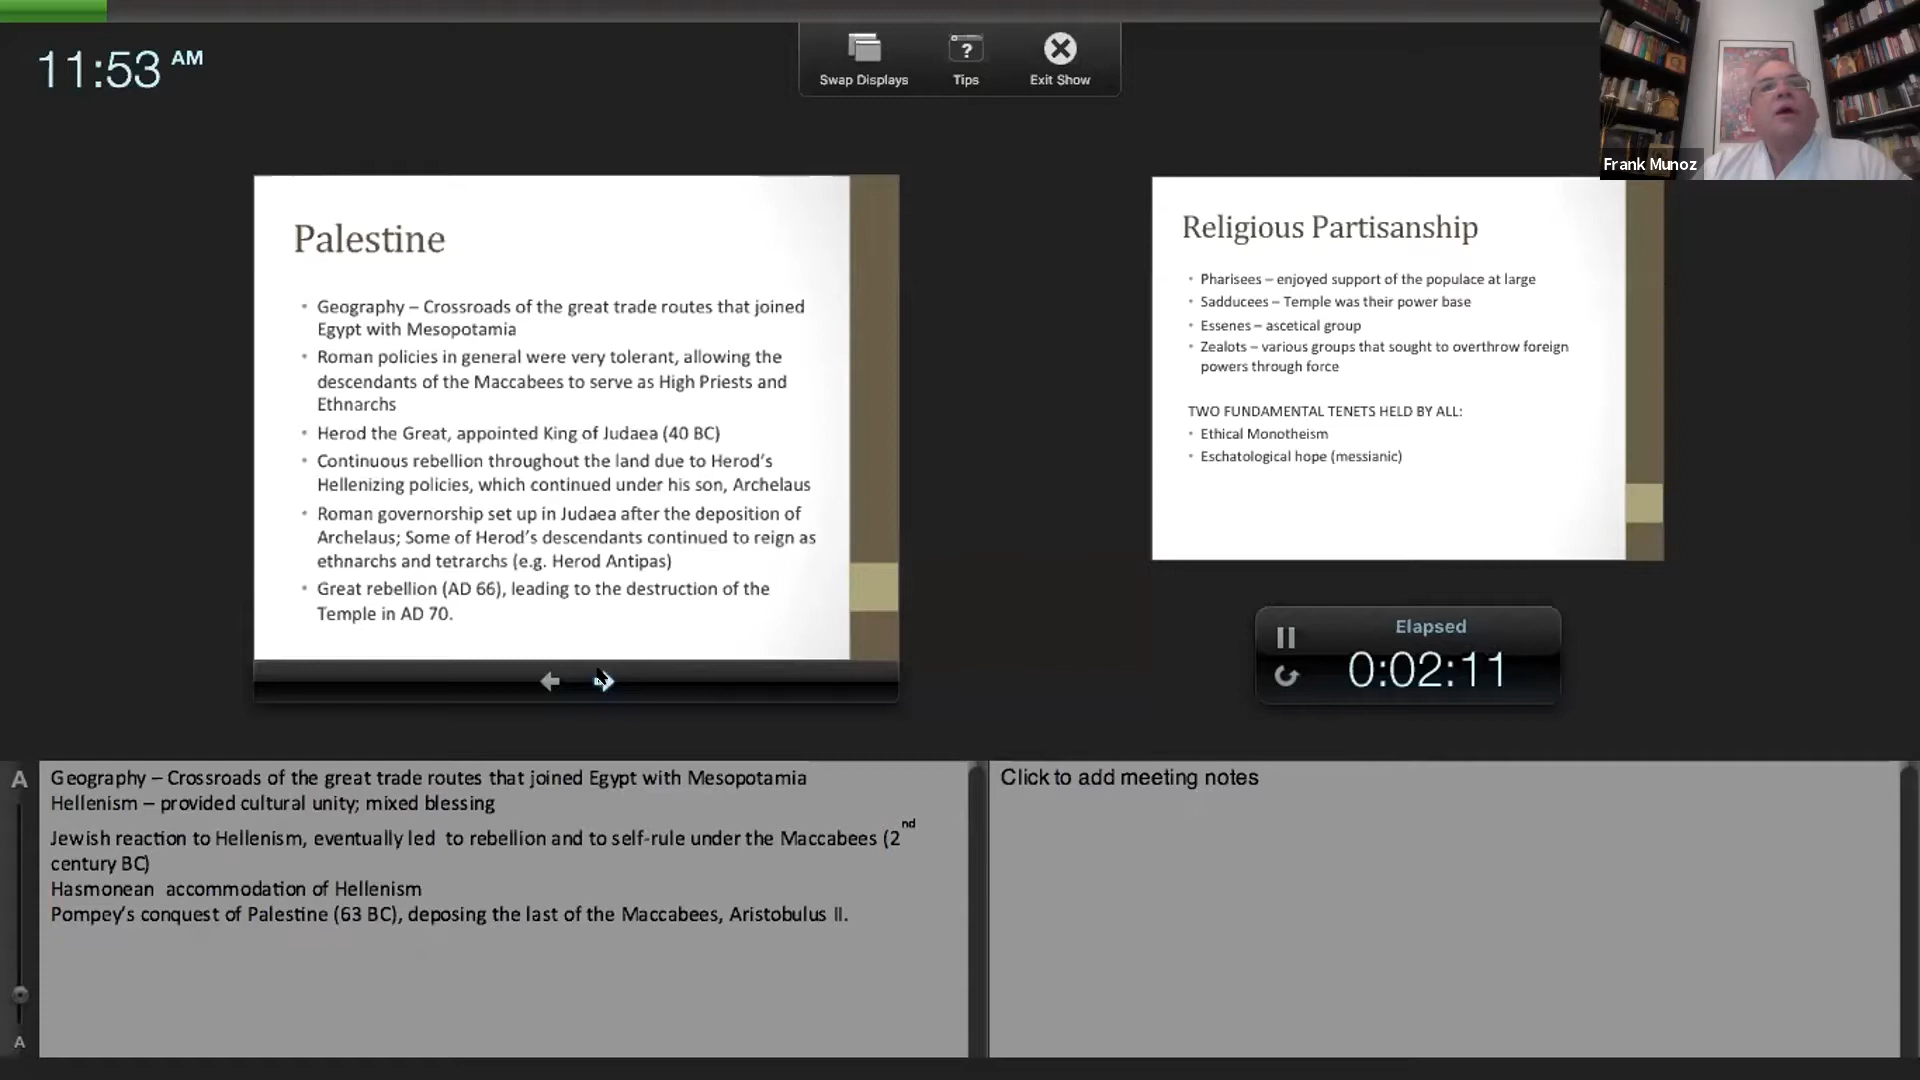 11:53 AM
Swap Displays
Tips
Exit Show
Frank Munoz
Palestine
• Geography – Crossroads of the great trade routes that joined
Egypt with Mesopotamia
• Roman policies in general were very tolerant, allowing the
descendants of the Maccabees to serve as High Priests and
Ethnarchs
• Herod the Great, appointed King of Judaea (40 BC)
• Continuous rebellion throughout the land due to Herod's
Hellenizing policies, which continued under his son, Archelaus
• Roman governorship set up in Judaea after the deposition of
Archelaus; Some of Herod's descendants continued to reign as
ethnarchs and tetrarchs (e.g. Herod Antipas)
• Great rebellion (AD 66), leading to the destruction of the
Temple in AD 70.
Religious Partisanship
• Pharisees – enjoyed support of the populace at large
• Sadducees – Temple was their power base
• Essenes – ascetical group
• Zealots – various groups that sought to overthrow foreign
powers through force
TWO FUNDAMENTAL TENETS HELD BY ALL:
• Ethical Monotheism
• Eschatological hope (messianic)
Elapsed
0:02:11
A
A
Geography – Crossroads of the great trade routes that joined Egypt with Mesopotamia
Hellenism – provided cultural unity; mixed blessing
Jewish reaction to Hellenism, eventually led  to rebellion and to self-rule under the Maccabees (2nd
century BC)
Hasmonean  accommodation of Hellenism
Pompey's conquest of Palestine (63 BC), deposing the last of the Maccabees, Aristobulus II.
Click to add meeting notes